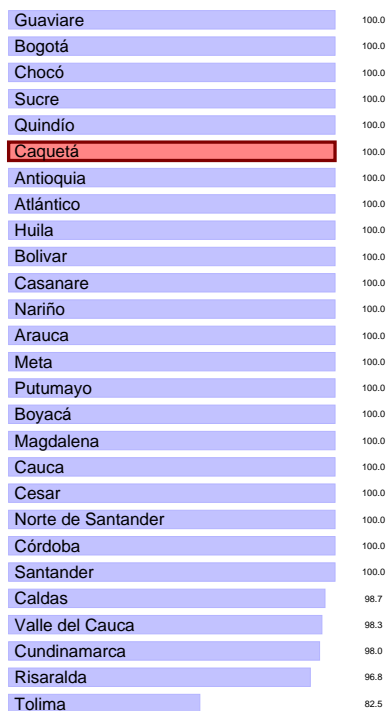 Guaviare 100.0
Bogotá 100.0
Chocó 100.0
Sucre 100.0
Quindío 100.0
Caquetá 100.0
Antioquia 100.0
Atlántico 100.0
Huila 100.0
Bolivar 100.0
Casanare 100.0
Nariño 100.0
Arauca 100.0
Meta 100.0
Putumayo 100.0
Boyacá 100.0
Magdalena 100.0
Cauca 100.0
Cesar 100.0
Norte de Santander 100.0
Córdoba 100.0
Santander 100.0
Caldas 98.7
Valle del Cauca 98.3
Cundinamarca 98.0
Risaralda 96.8
Tolima 82.5